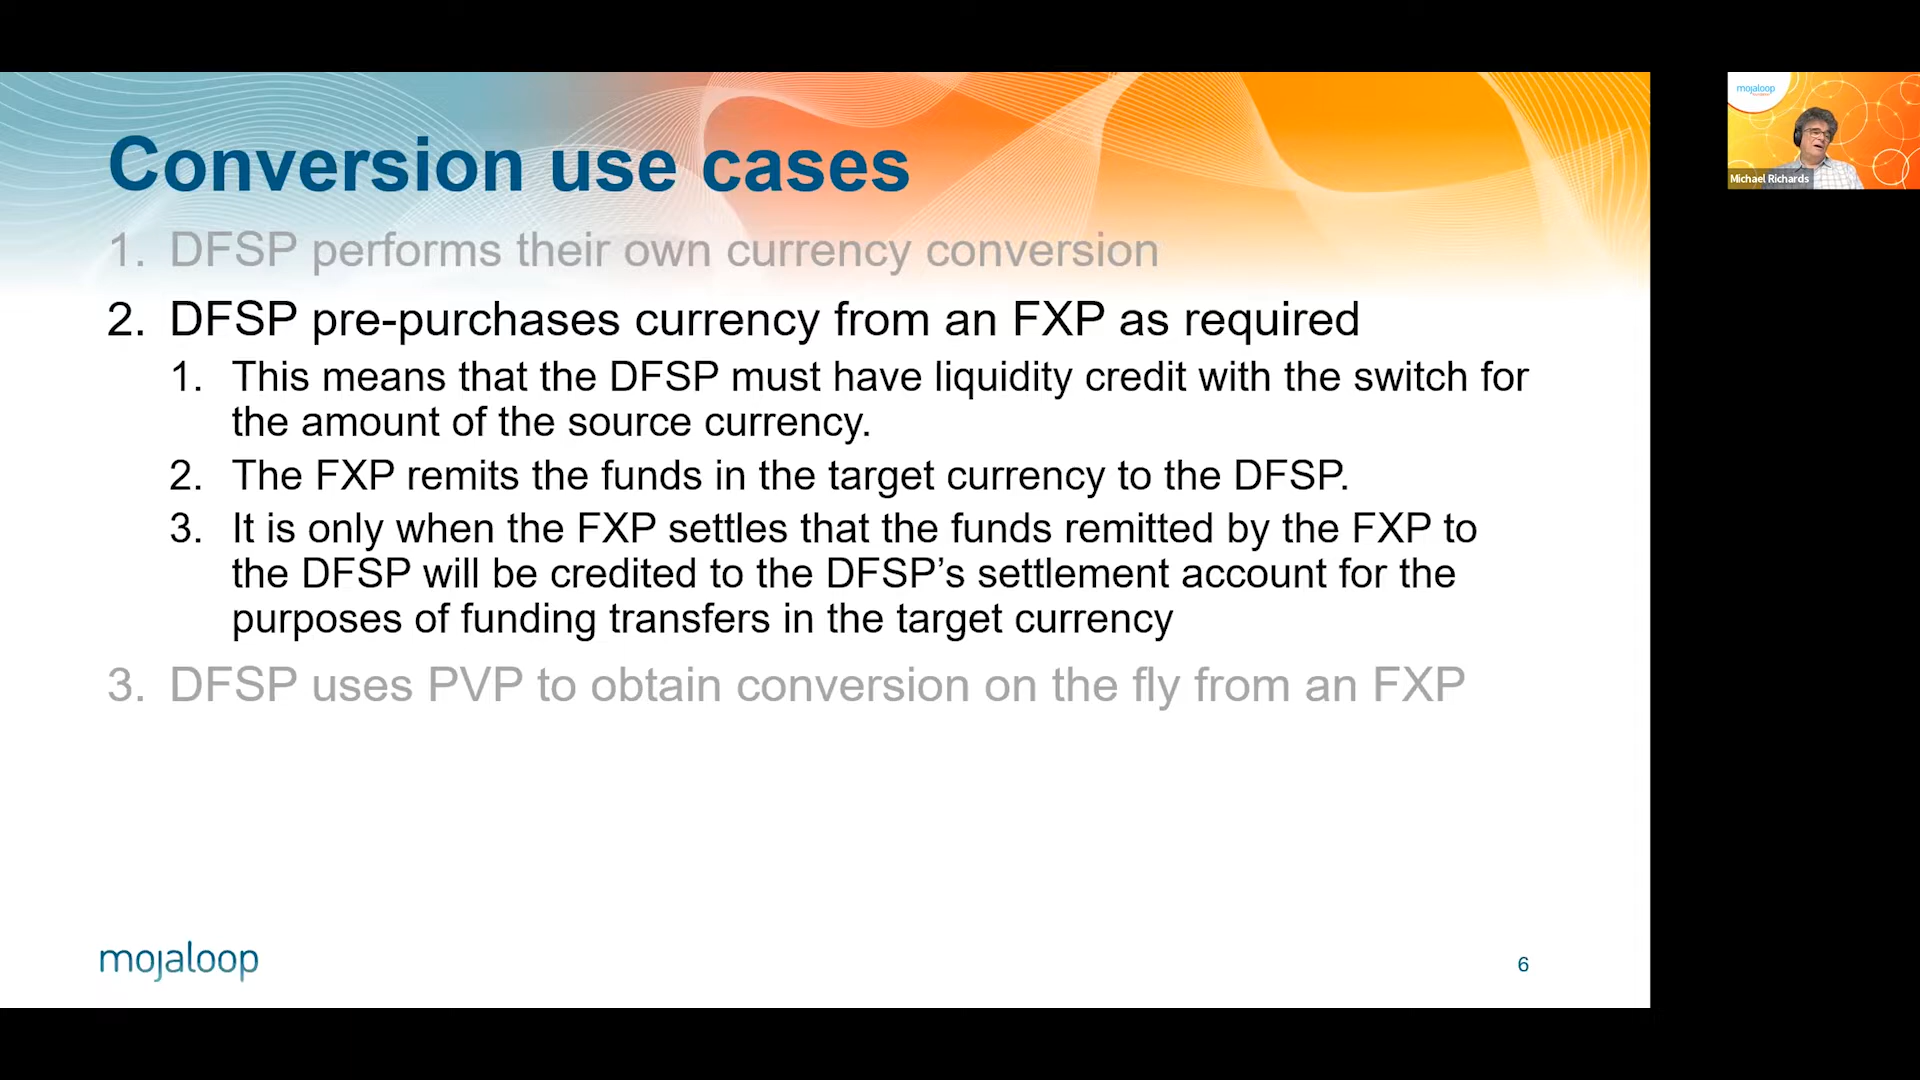 Conversion use cases
1. DFSP performs their own currency conversion
2. DFSP pre-purchases currency from an FXP as required
1. This means that the DFSP must have liquidity credit with the switch for
the amount of the source currency.
2. The FXP remits the funds in the target currency to the DFSP.
3. It is only when the FXP settles that the funds remitted by the FXP to
the DFSP will be credited to the DFSP’s settlement account for the
purposes of funding transfers in the target currency
3. DFSP uses PVP to obtain conversion on the fly from an FXP
mojaloop
6
mojaloop
Michael Richards